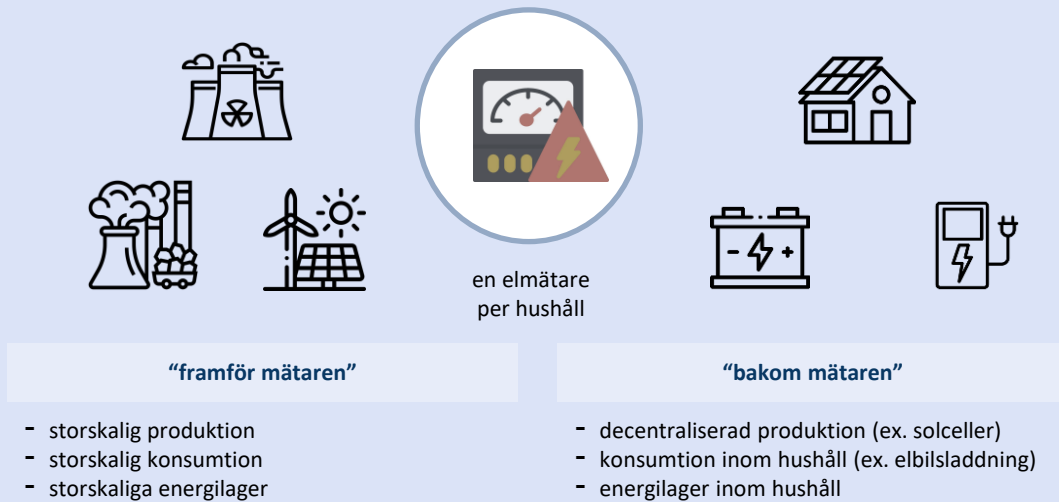 en elmätare
per hushåll
“framför mätaren”
- storskalig produktion
- storskalig konsumtion
- storskaliga energilager
“bakom mätaren”
- decentraliserad produktion (ex. solceller)
- konsumtion inom hushåll (ex. elbilsladdning)
- energilager inom hushåll